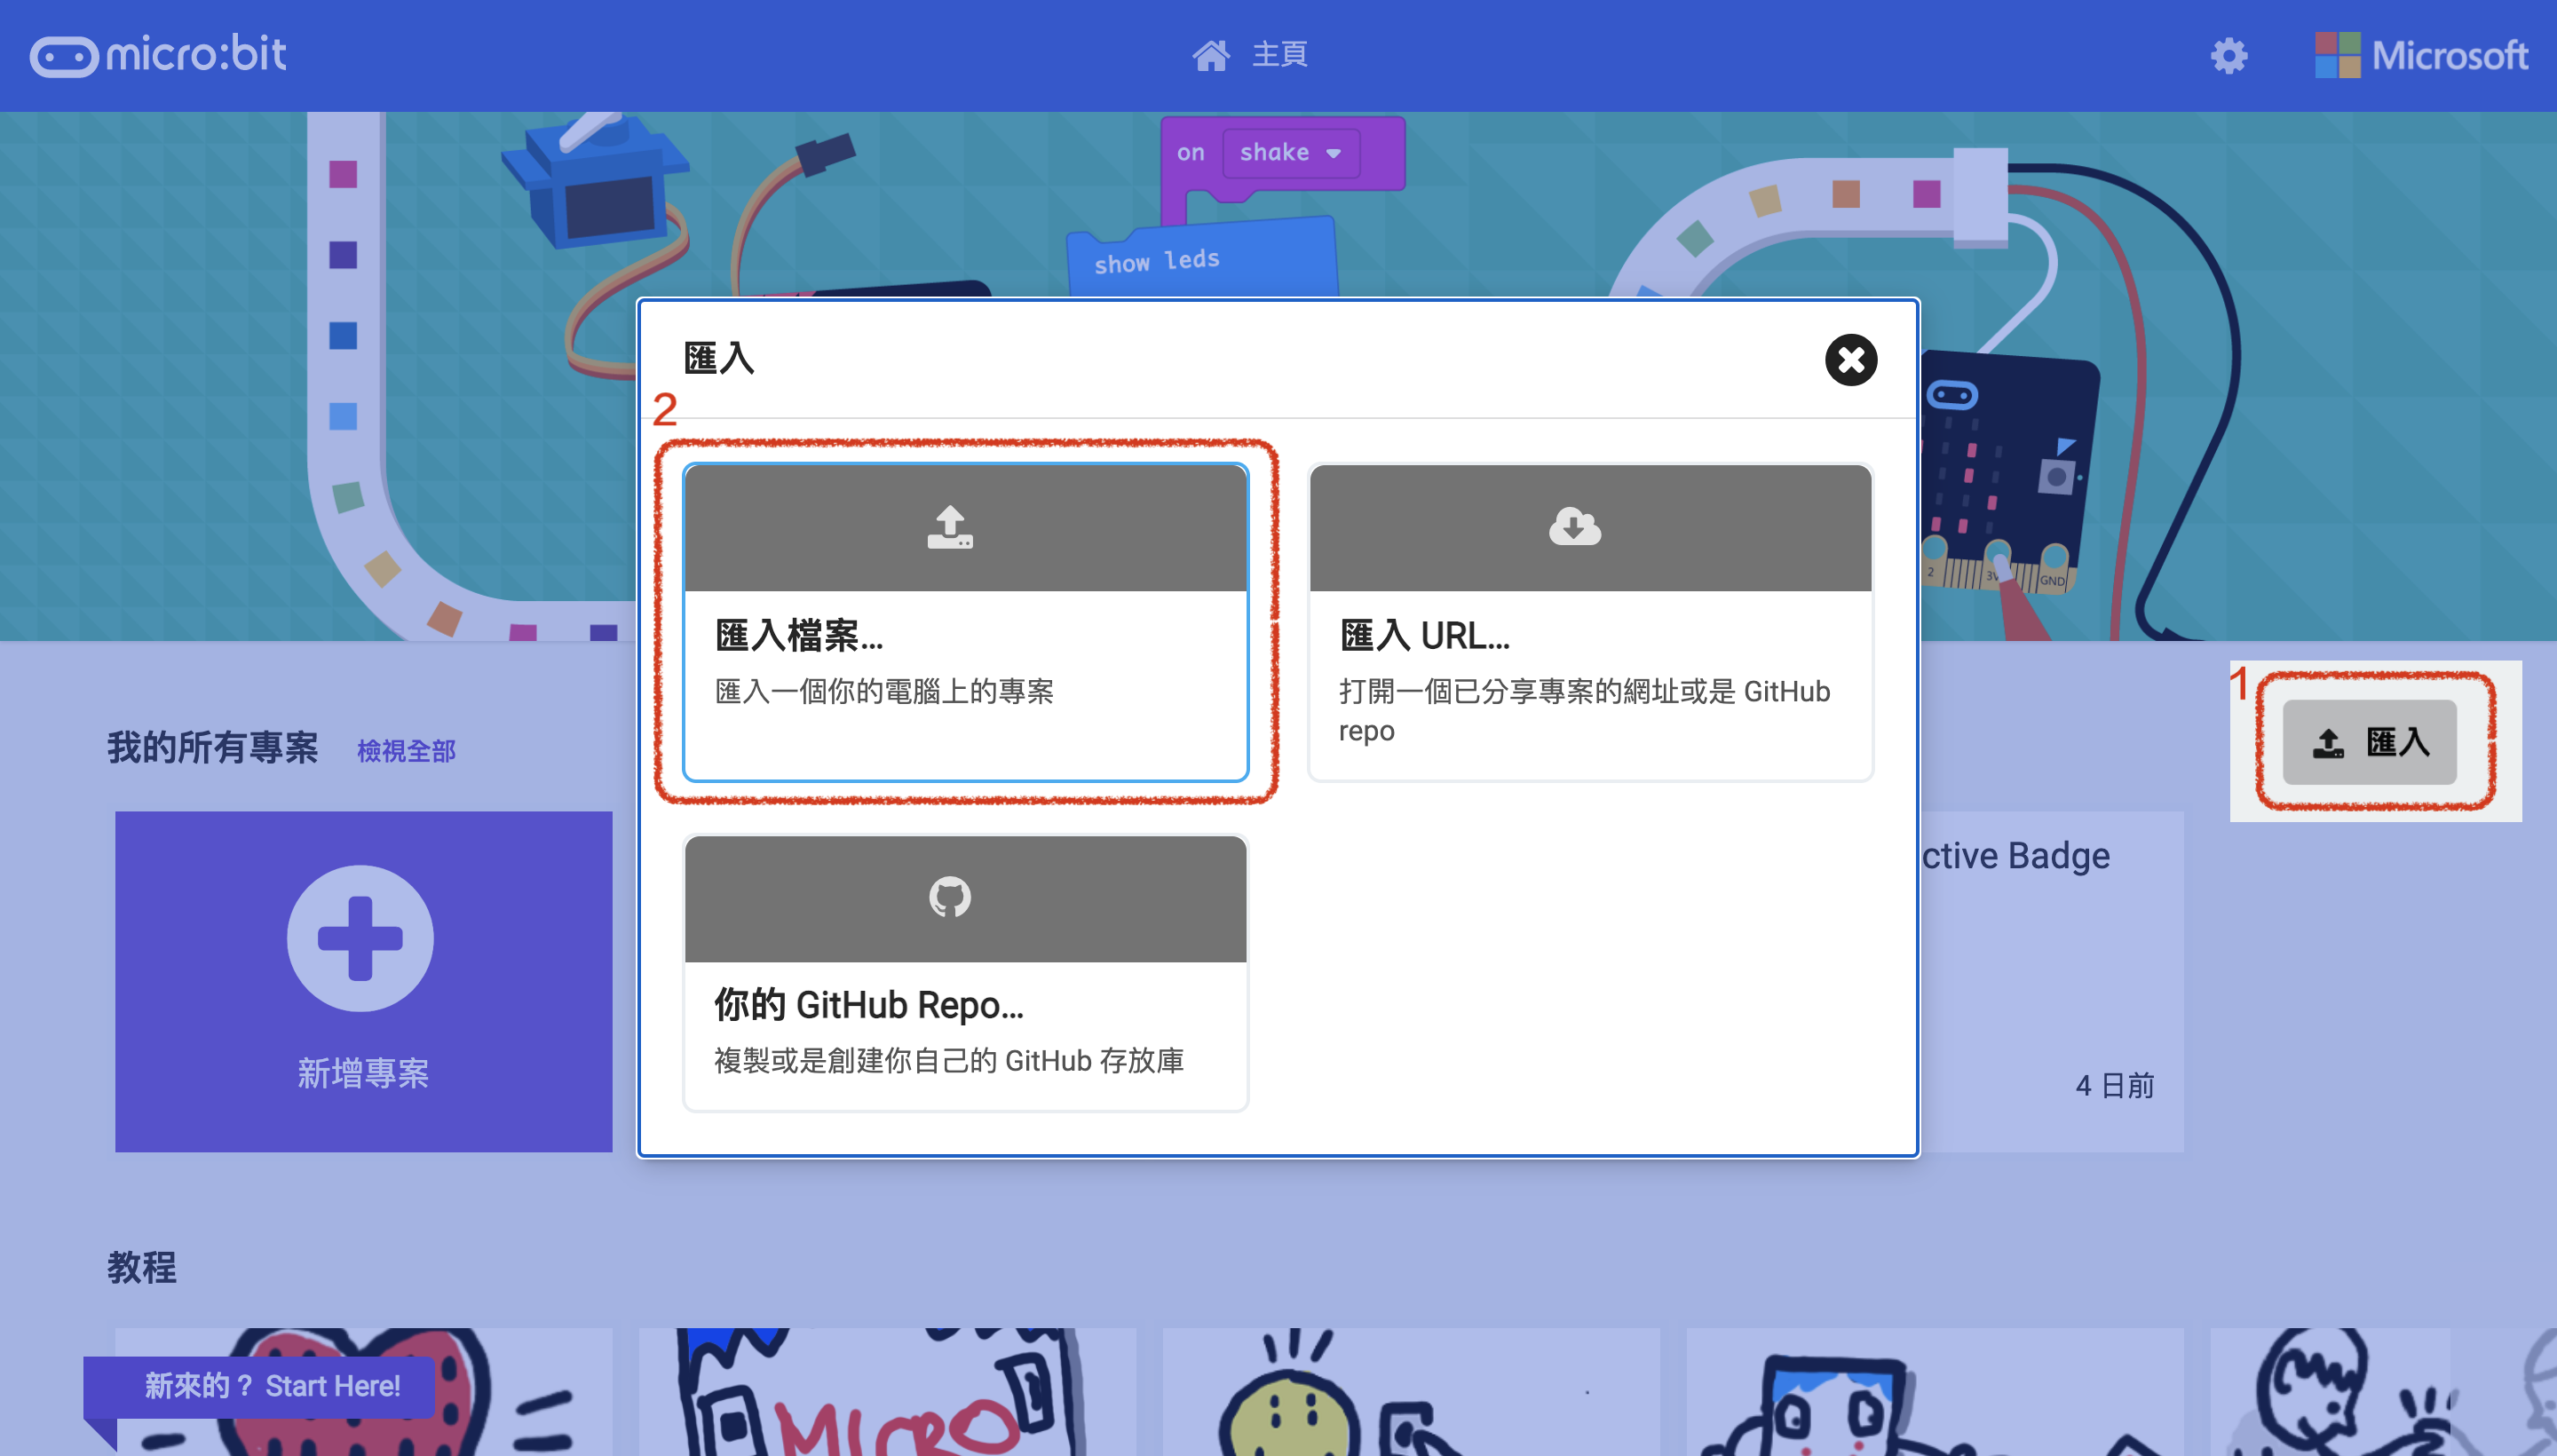 micro:bit
主頁
Microsoft
on shake
show leds
匯入
2
匯入檔案...
匯入一個你的電腦上的專案
匯入 URL...
打開一個已分享專案的網址或是 GitHub
repo
你的 GitHub Repo...
複製或是創建你自己的 GitHub 存放庫
2
3V
GND
1
匯入
我的所有專案
檢視全部
新增專案
ctive Badge
4 日前
教程
新來的？ Start Here!
MICRO